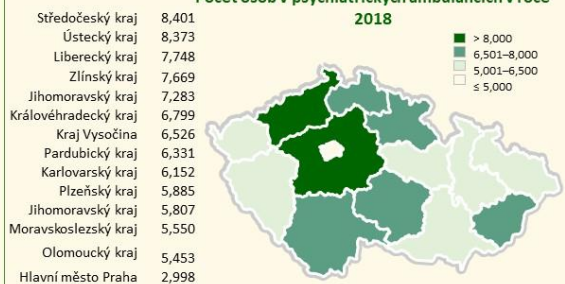 Počet osob v psychiatrických ambulancích v roce
2018
Středočeský kraj 8,401
Ústecký kraj 8,373
Liberecký kraj 7,748
Zlínský kraj 7,669
Jihomoravský kraj 7,283
Královéhradecký kraj 6,799
Kraj Vysočina 6,526
Pardubický kraj 6,331
Karlovarský kraj 6,152
Plzeňský kraj 5,885
Jihomoravský kraj 5,807
Moravskoslezský kraj 5,550
Olomoucký kraj 5,453
Hlavní město Praha 2,998
> 8,000
6,501–8,000
5,001–6,500
≤ 5,000